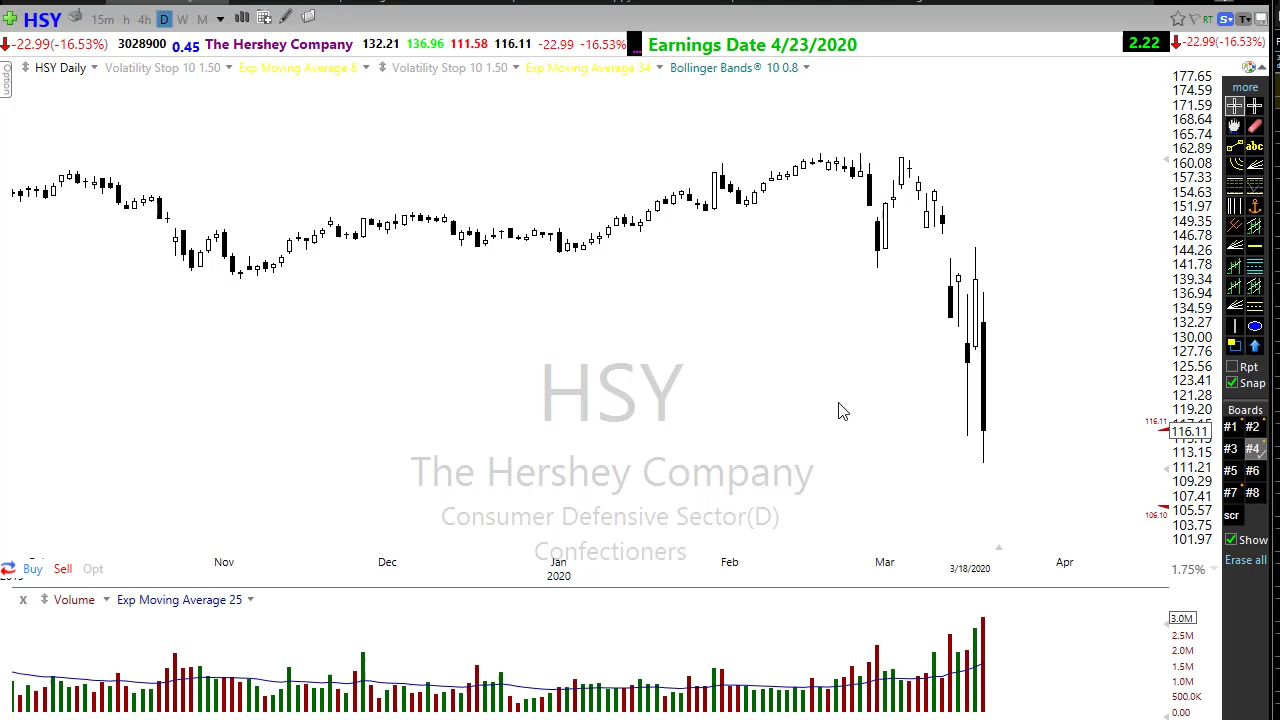 HSY 15m h 4h D W M RT S T
-22.99(-16.53%) 3028900 0.45 The Hershey Company 132.21 136.96 111.58 116.11 -22.99 -16.53% Earnings Date 4/23/2020 2.22 -22.99(-16.53%)
Option HSY Daily Volatility Stop 10 1.50 Exp Moving Average 8 Volatility Stop 10 1.50 Exp Moving Average 34 Bollinger Bands® 10 0.8
177.65
174.59
171.59
168.64
165.74
162.89
160.08
157.33
154.63
151.97
149.35
146.78
144.26
141.78
139.34
136.94
134.59
132.27
130.00
127.76
125.56
123.41
121.28
119.20
116.11
116.11
113.15
111.21
109.29
107.41
105.57
106.10
103.75
101.97
more
abc
Rpt
Snap
Boards
#1 #2
#3 #4
#5 #6
#7 #8
scr
Show
Erase all
HSY
The Hershey Company
Consumer Defensive Sector(D)
Confectioners
Nov Dec Jan Feb Mar Apr
2020 3/18/2020
Buy Sell Opt 1.75%
x Volume Exp Moving Average 25
3.0M
2.5M
2.0M
1.5M
1.0M
500.0K
0.00